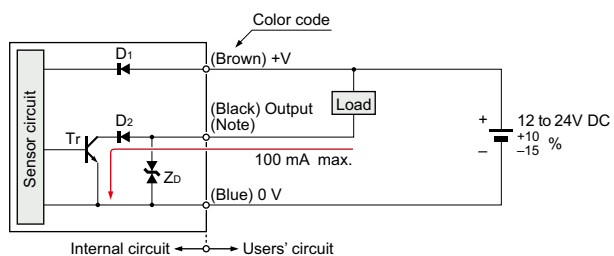 Color code
D1
(Brown) +V
Sensor circuit
(Black) Output
(Note)
Load
D2
Tr
+
12 to 24V DC
+10
–15 %
–
100 mA max.
ZD
(Blue) 0 V
Internal circuit
Users' circuit